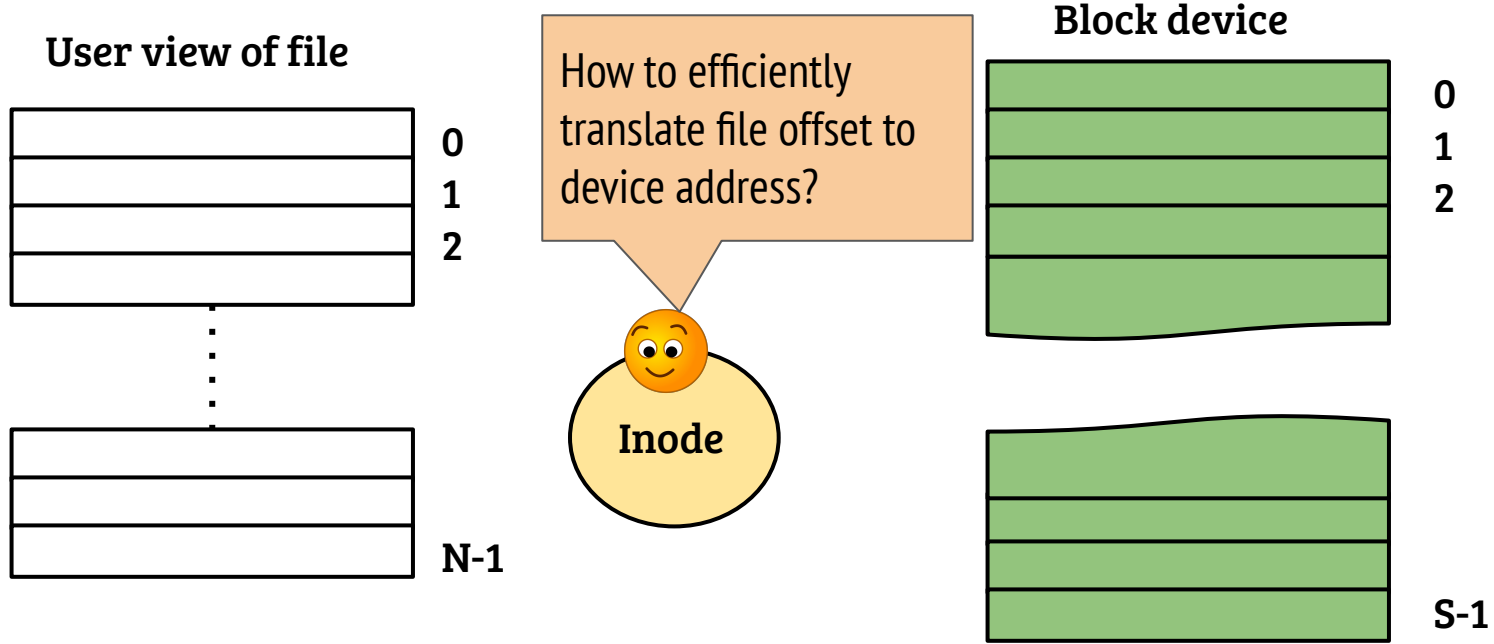 User view of file
0
1
2
N-1
How to efficiently
translate file offset to
device address?
Inode
Block device
0
1
2
S-1